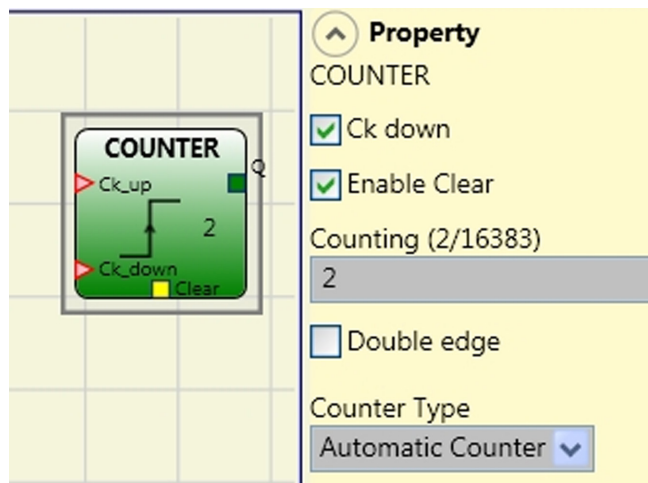 COUNTER
Q
Ck_up
2
Ck_down
Clear
Property
COUNTER
Ck down
Enable Clear
Counting (2/16383)
2
Double edge
Counter Type
Automatic Counter